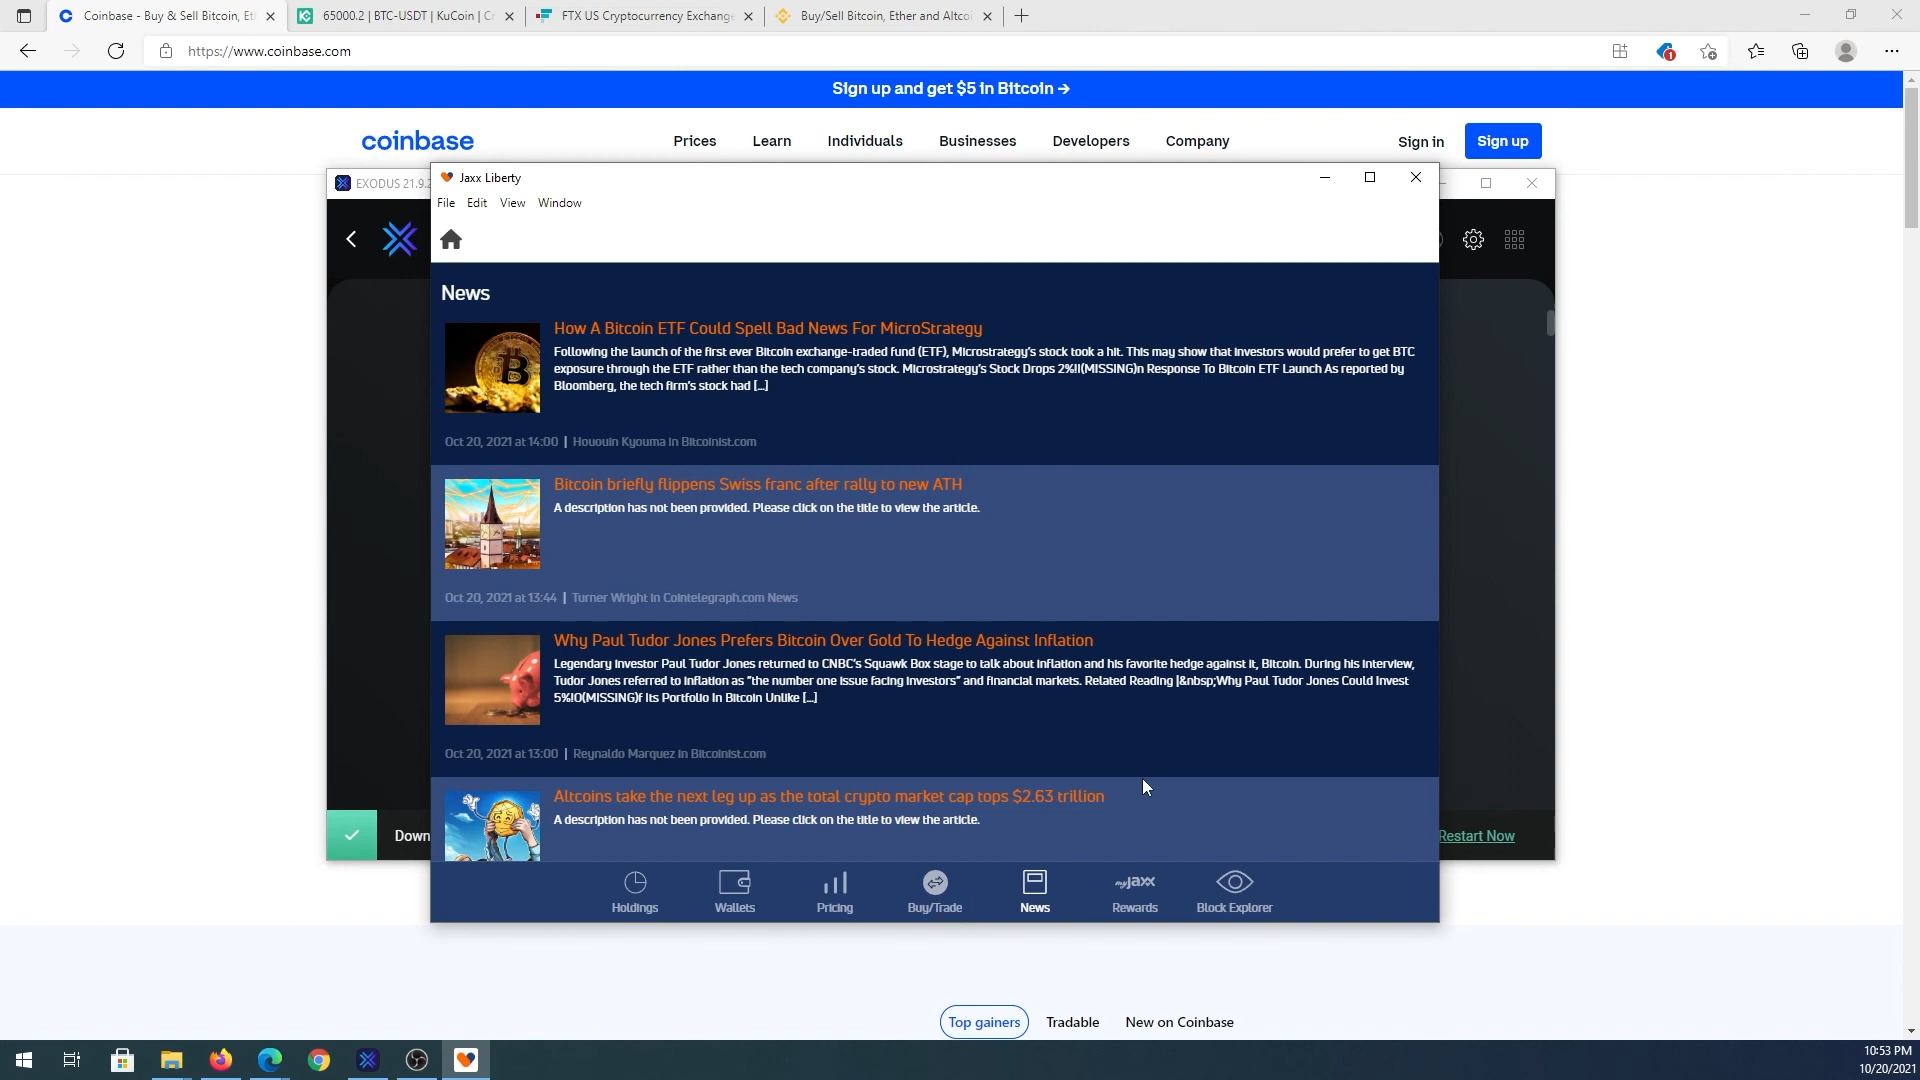 Coinbase - Buy & Sell Bitcoin, Et
65000.2 | BTC-USDT | KuCoin | Cr
FTX US Cryptocurrency Exchange
Buy/Sell Bitcoin, Ether and Altco
https://www.coinbase.com
1
Sign up and get $5 in Bitcoin →
coinbase
Prices
Learn
Individuals
Businesses
Developers
Company
Sign in
Sign up
EXODUS 21.9.2
Jaxx Liberty
File Edit View Window
News
How A Bitcoin ETF Could Spell Bad News For MicroStrategy
Following the launch of the first ever Bitcoin exchange-traded fund (ETF), Microstrategy's stock took a hit. This may show that investors would prefer to get BTC
exposure through the ETF rather than the tech company's stock. Microstrategy's Stock Drops 2%!I(MISSING)n Response To Bitcoin ETF Launch As reported by
Bloomberg, the tech firm's stock had [...]
Oct 20, 2021 at 14:00 | Hououin Kyouma in Bitcoinist.com
Bitcoin briefly flippens Swiss franc after rally to new ATH
A description has not been provided. Please click on the title to view the article.
Oct 20, 2021 at 13:44 | Turner Wright in Cointelegraph.com News
Why Paul Tudor Jones Prefers Bitcoin Over Gold To Hedge Against Inflation
Legendary investor Paul Tudor Jones returned to CNBC's Squawk Box stage to talk about inflation and his favorite hedge against it, Bitcoin. During his interview,
Tudor Jones referred to inflation as "the number one issue facing investors" and financial markets. Related Reading |&nbsp;Why Paul Tudor Jones Could Invest
5%!O(MISSING)f Its Portfolio In Bitcoin Unlike [...]
Oct 20, 2021 at 13:00 | Reynaldo Marquez in Bitcoinist.com
Altcoins take the next leg up as the total crypto market cap tops $2.63 trillion
A description has not been provided. Please click on the title to view the article.
Down
Restart Now
Holdings
Wallets
Pricing
Buy/Trade
News
myJaxx
Rewards
Block Explorer
Top gainers
Tradable
New on Coinbase
10:53 PM
10/20/2021